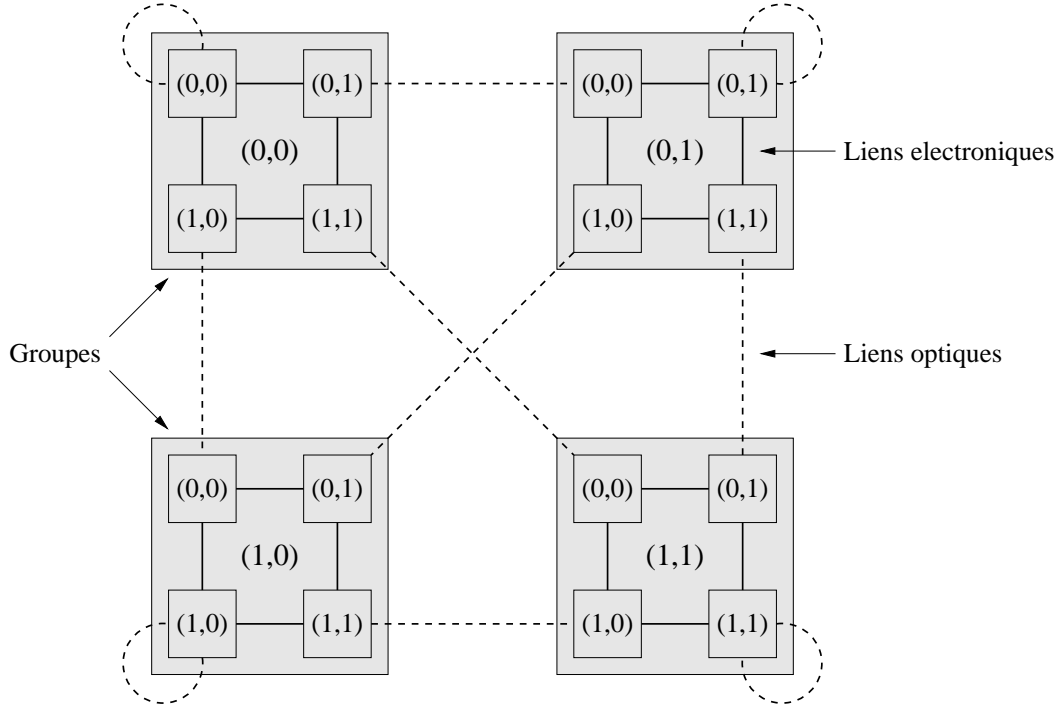 (0,0) (0,1) (0,0) (0,1)
(0,0) (0,1) Liens electroniques
(1,0) (1,1) (1,0) (1,1)
Groupes Liens optiques
(0,0) (0,1) (0,0) (0,1)
(1,0) (1,1)
(1,0) (1,1) (1,0) (1,1)